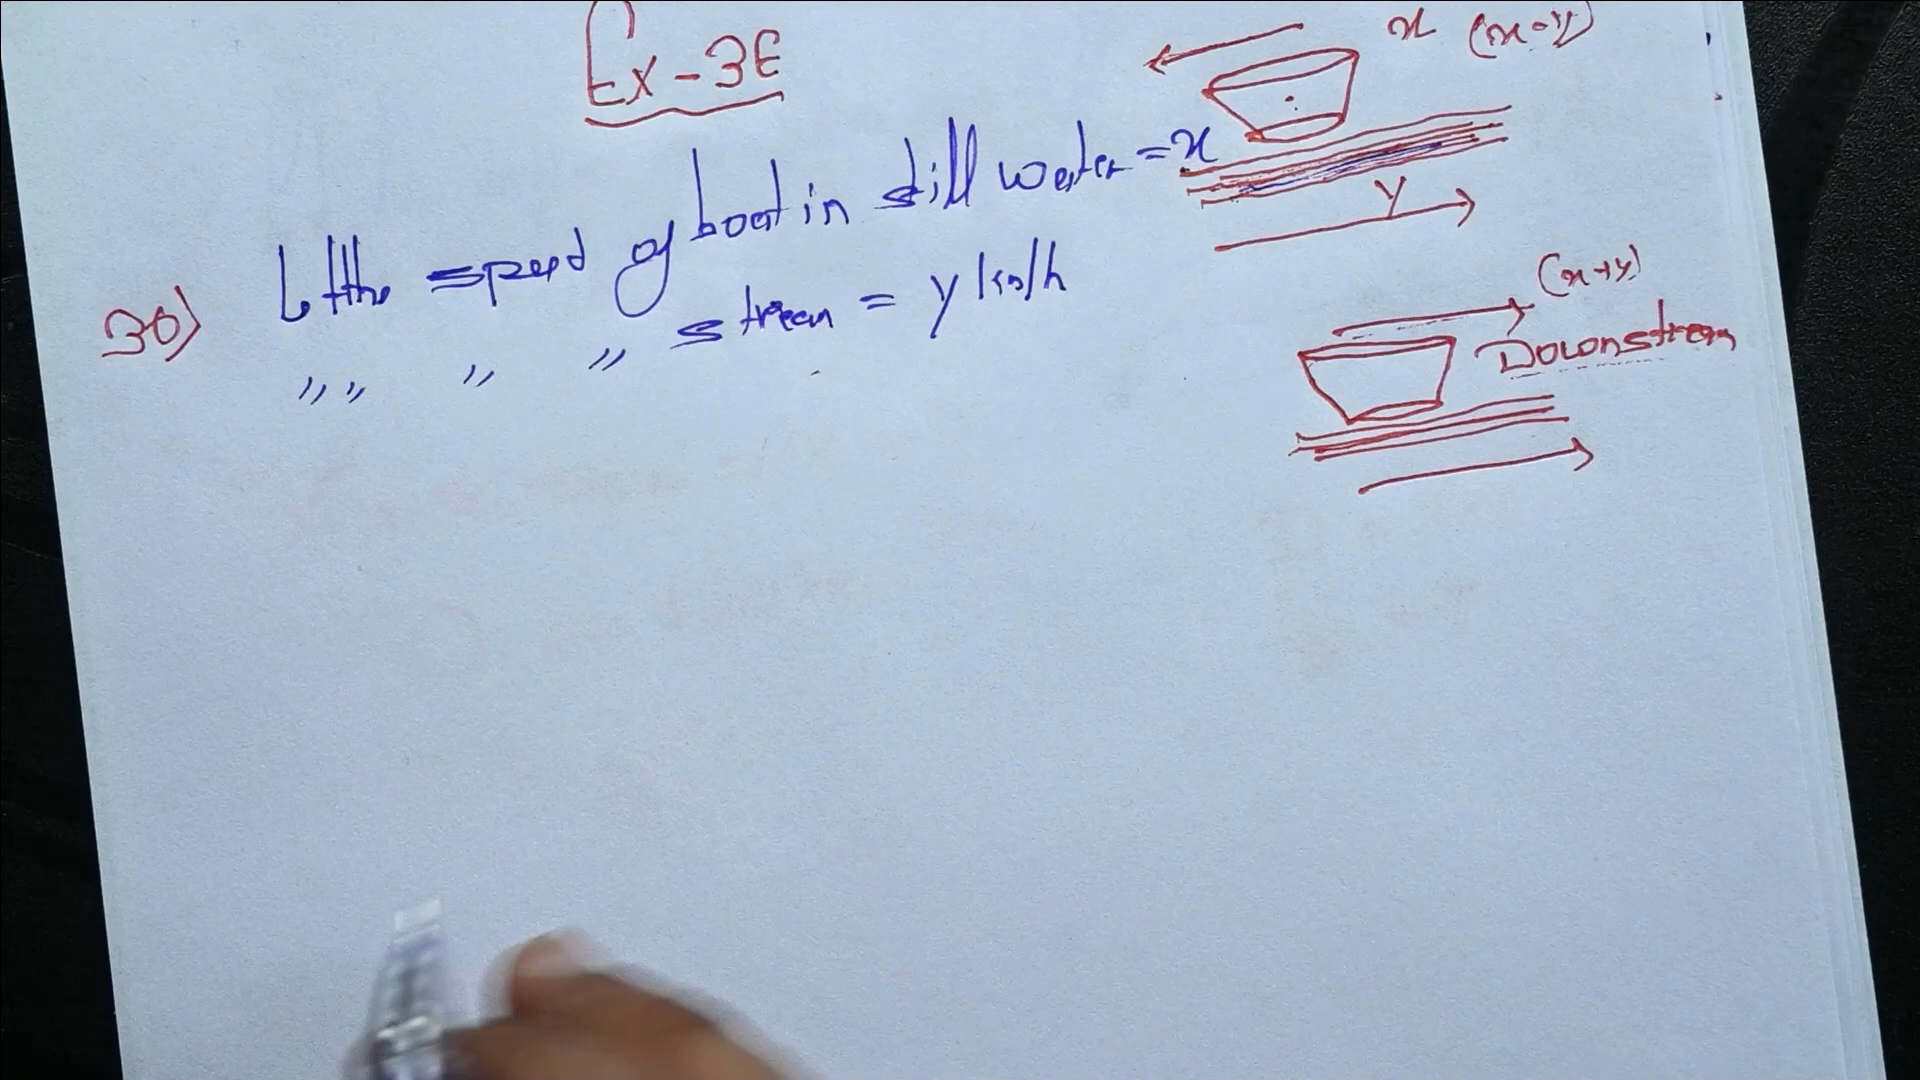 Ex-3E
x (x-y)
30) Let the speed of boat in still water = x
,, ,, ,, ,, stream = y km/h
y
(x+y)
Downstream